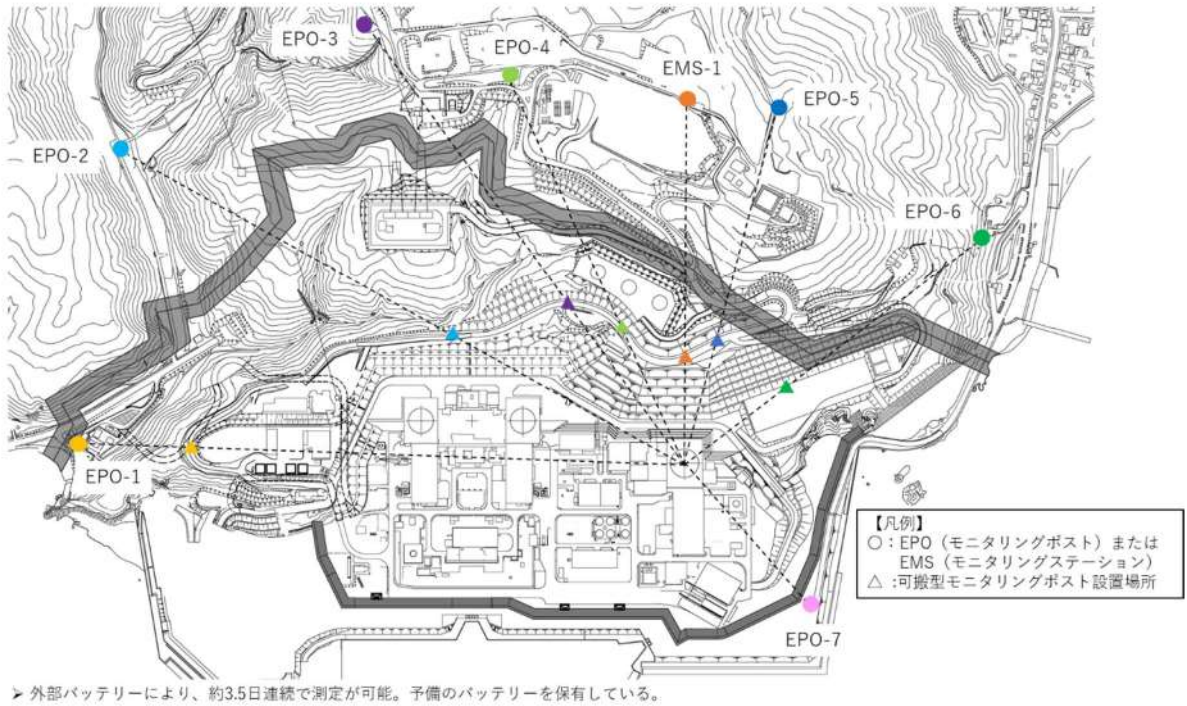 EPO-3
EPO-4
EMS-1
EPO-5
EPO-2
EPO-6
EPO-1
【凡例】
○：EPO（モニタリングポスト）または
EMS（モニタリングステーション）
△：可搬型モニタリングポスト設置場所
EPO-7
➤ 外部バッテリーにより、約3.5日連続で測定が可能。予備のバッテリーを保有している。